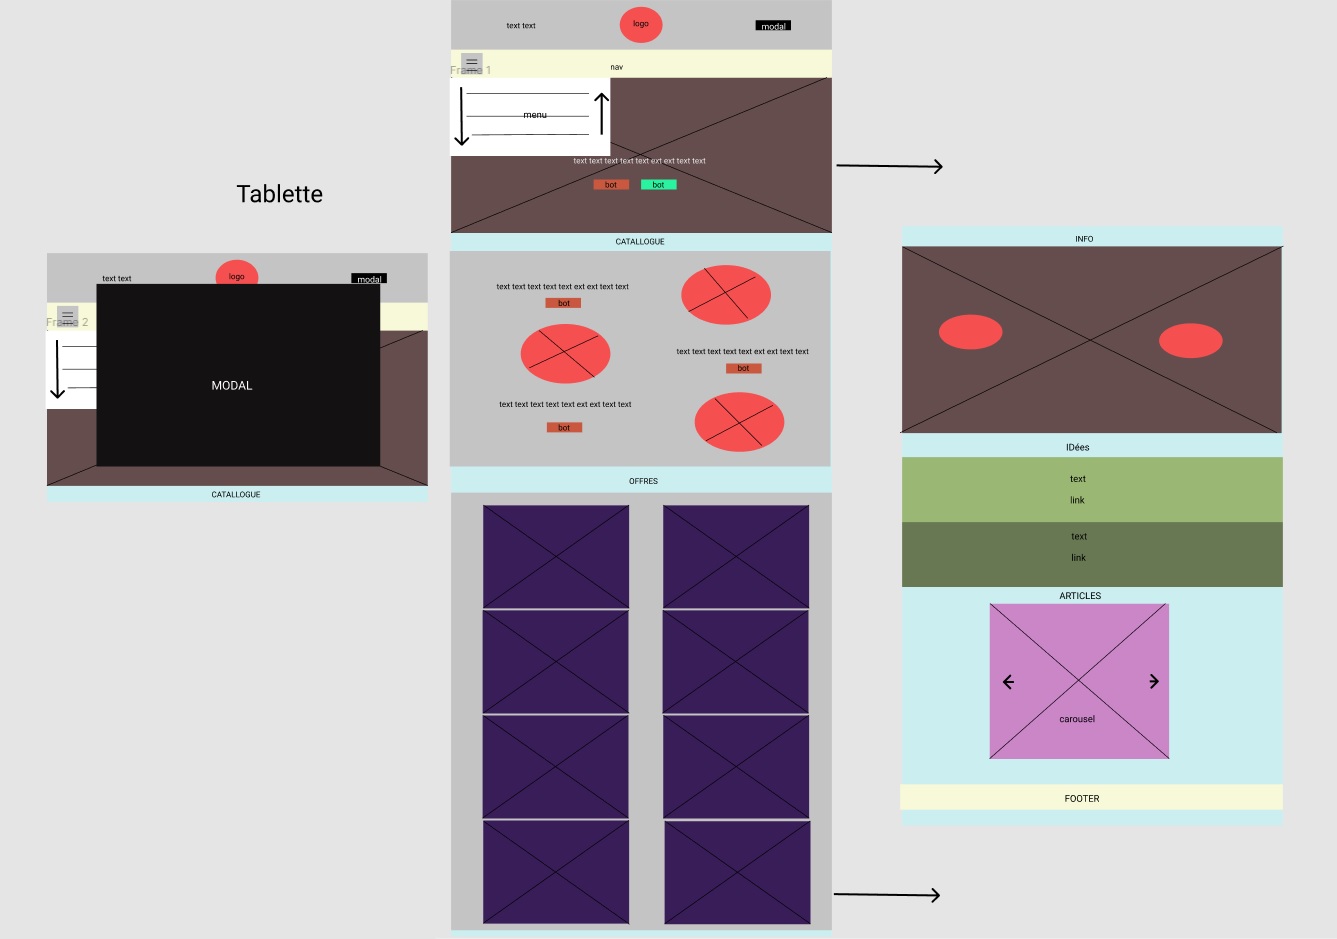 Tablette
text text
logo
modal
Frame 2
MODAL
CATALLOGUE
text text
logo
modal
Frame 1
nav
menu
text text text text text ext ext text text
bot
bot
CATALLOGUE
text text text text text ext ext text text
bot
text text text text text ext ext text text
bot
text text text text text ext ext text text
bot
OFFRES
INFO
IDées
text
link
text
link
ARTICLES
carousel
FOOTER